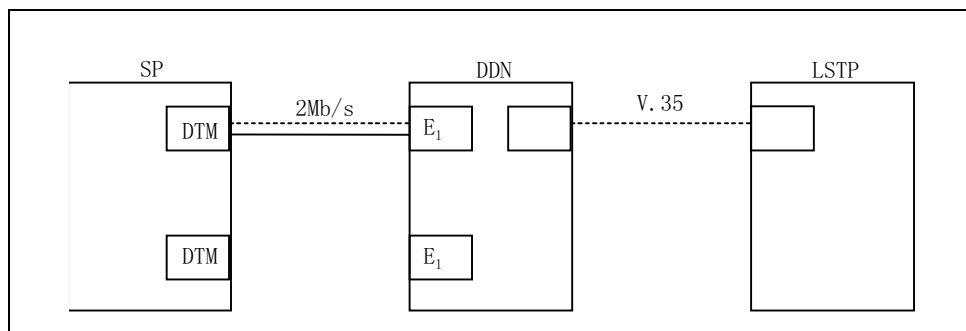 SP
DDN
LSTP
2Mb/s
V.35
DTM
E₁
DTM
E₁